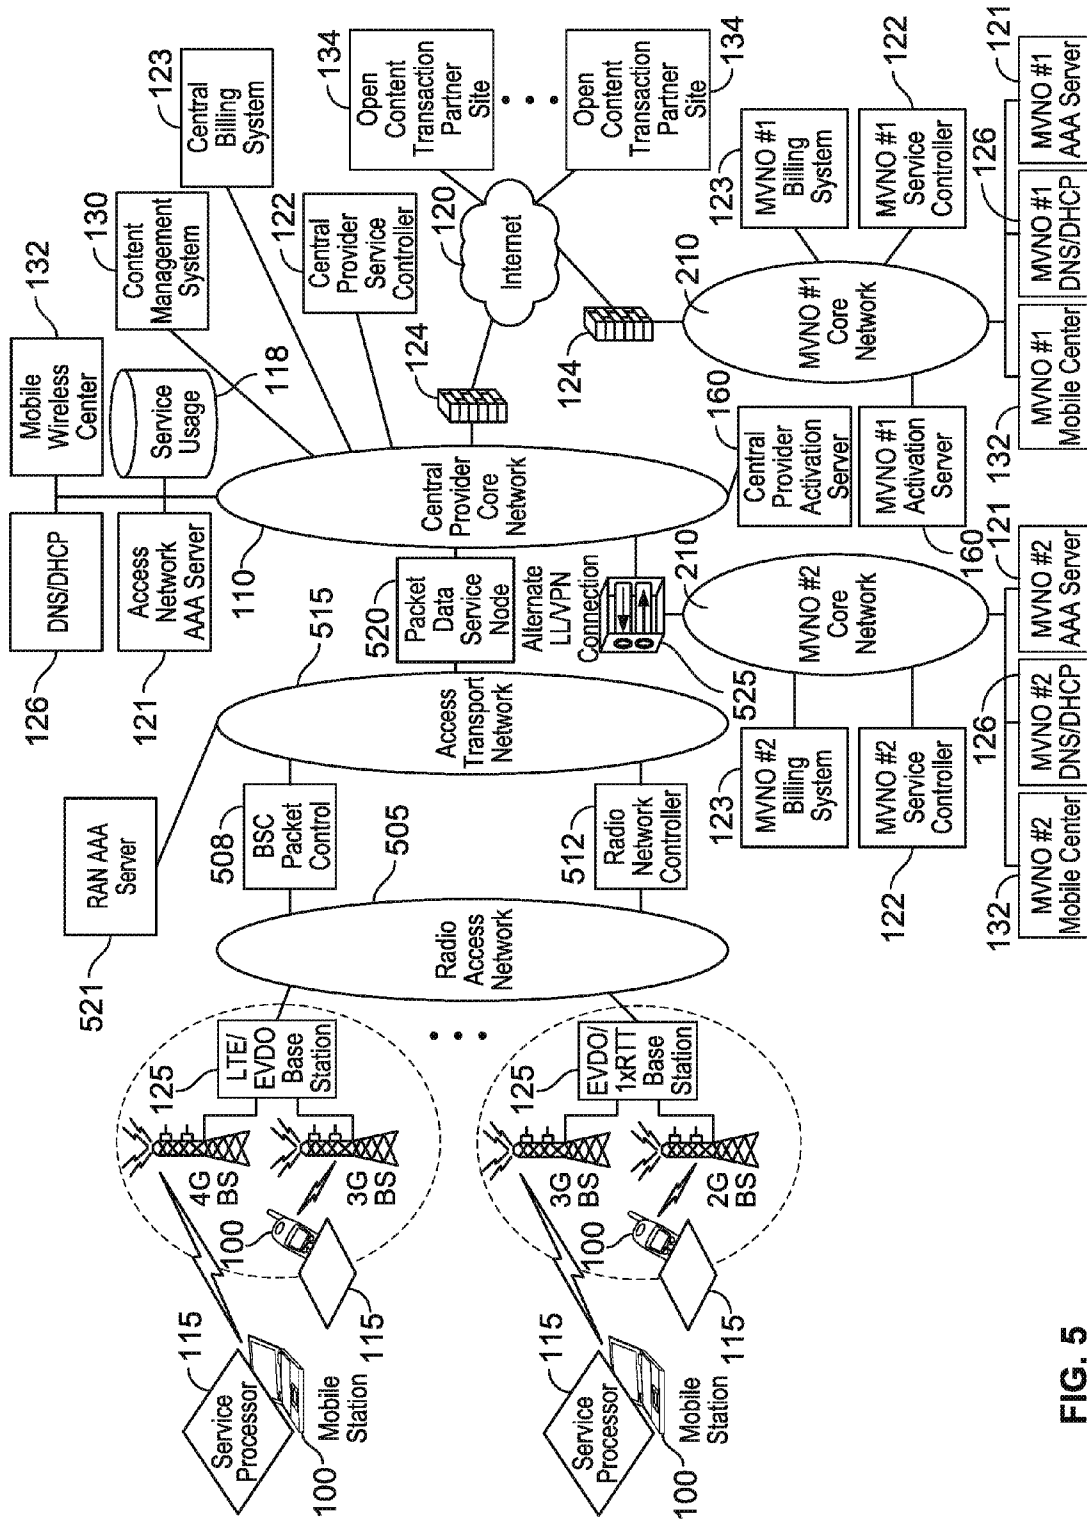 521
RAN AAA
Server
126
DNS/DHCP
Mobile
Wireless
Center
132
121
Access
Network
AAA Server
Service
Usage
118
Content
Management
System
130
Central
Billing
System
123
110
Central
Provider
Service
Controller
122
Open
Content
Transaction
Partner
Site
134
Open
Content
Transaction
Partner
Site
134
Internet
120
124
124
115
Service
Processor
100
Mobile
Station
100
115
4G
BS
3G
BS
125
LTE/
EVDO
Base
Station
115
Service
Processor
100
Mobile
Station
100
115
3G
BS
2G
BS
125
EVDO/
1xRTT
Base
Station
Radio
Access
Network
505
508
BSC
Packet
Control
512
Radio
Network
Controller
Access
Transport
Network
515
520
Packet
Data
Service
Node
Alternate
LL/VPN
Connection
525
Central
Provider
Core
Network
Central
Provider
Activation
Server
160
123
MVNO #2
Billing
System
122
MVNO #2
Service
Controller
MVNO #2
Core
Network
210
132
MVNO #2
Mobile Center
126
MVNO #2
DNS/DHCP
121
MVNO #2
AAA Server
160
MVNO #1
Activation
Server
MVNO #1
Core
Network
210
123
MVNO #1
Billing
System
MVNO #1
Service
Controller
122
132
MVNO #1
Mobile Center
126
MVNO #1
DNS/DHCP
121
MVNO #1
AAA Server
FIG. 5